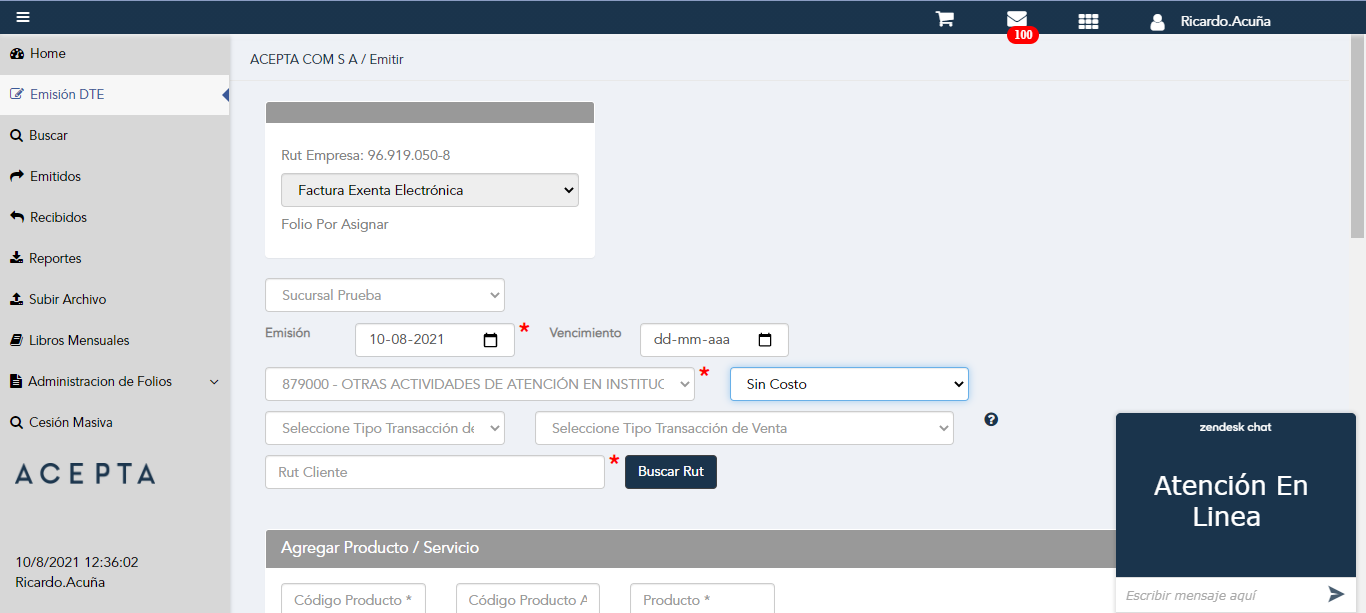 Ricardo.Acuña
100
Home
Emisión DTE
Buscar
Emitidos
Recibidos
Reportes
Subir Archivo
Libros Mensuales
Administracion de Folios
Cesión Masiva
ACEPTA
10/8/2021 12:36:02
Ricardo.Acuña
ACEPTA COM S A / Emitir
Rut Empresa: 96.919.050-8
Factura Exenta Electrónica
Folio Por Asignar
Sucursal Prueba
Emisión 10-08-2021 * Vencimiento dd-mm-aaa
879000 - OTRAS ACTIVIDADES DE ATENCIÓN EN INSTITUC * Sin Costo
Seleccione Tipo Transacción de Seleccione Tipo Transacción de Venta ?
Rut Cliente * Buscar Rut
Agregar Producto / Servicio
Código Producto * Código Producto A Producto *
zendesk chat
Atención En
Linea
Escribir mensaje aquí